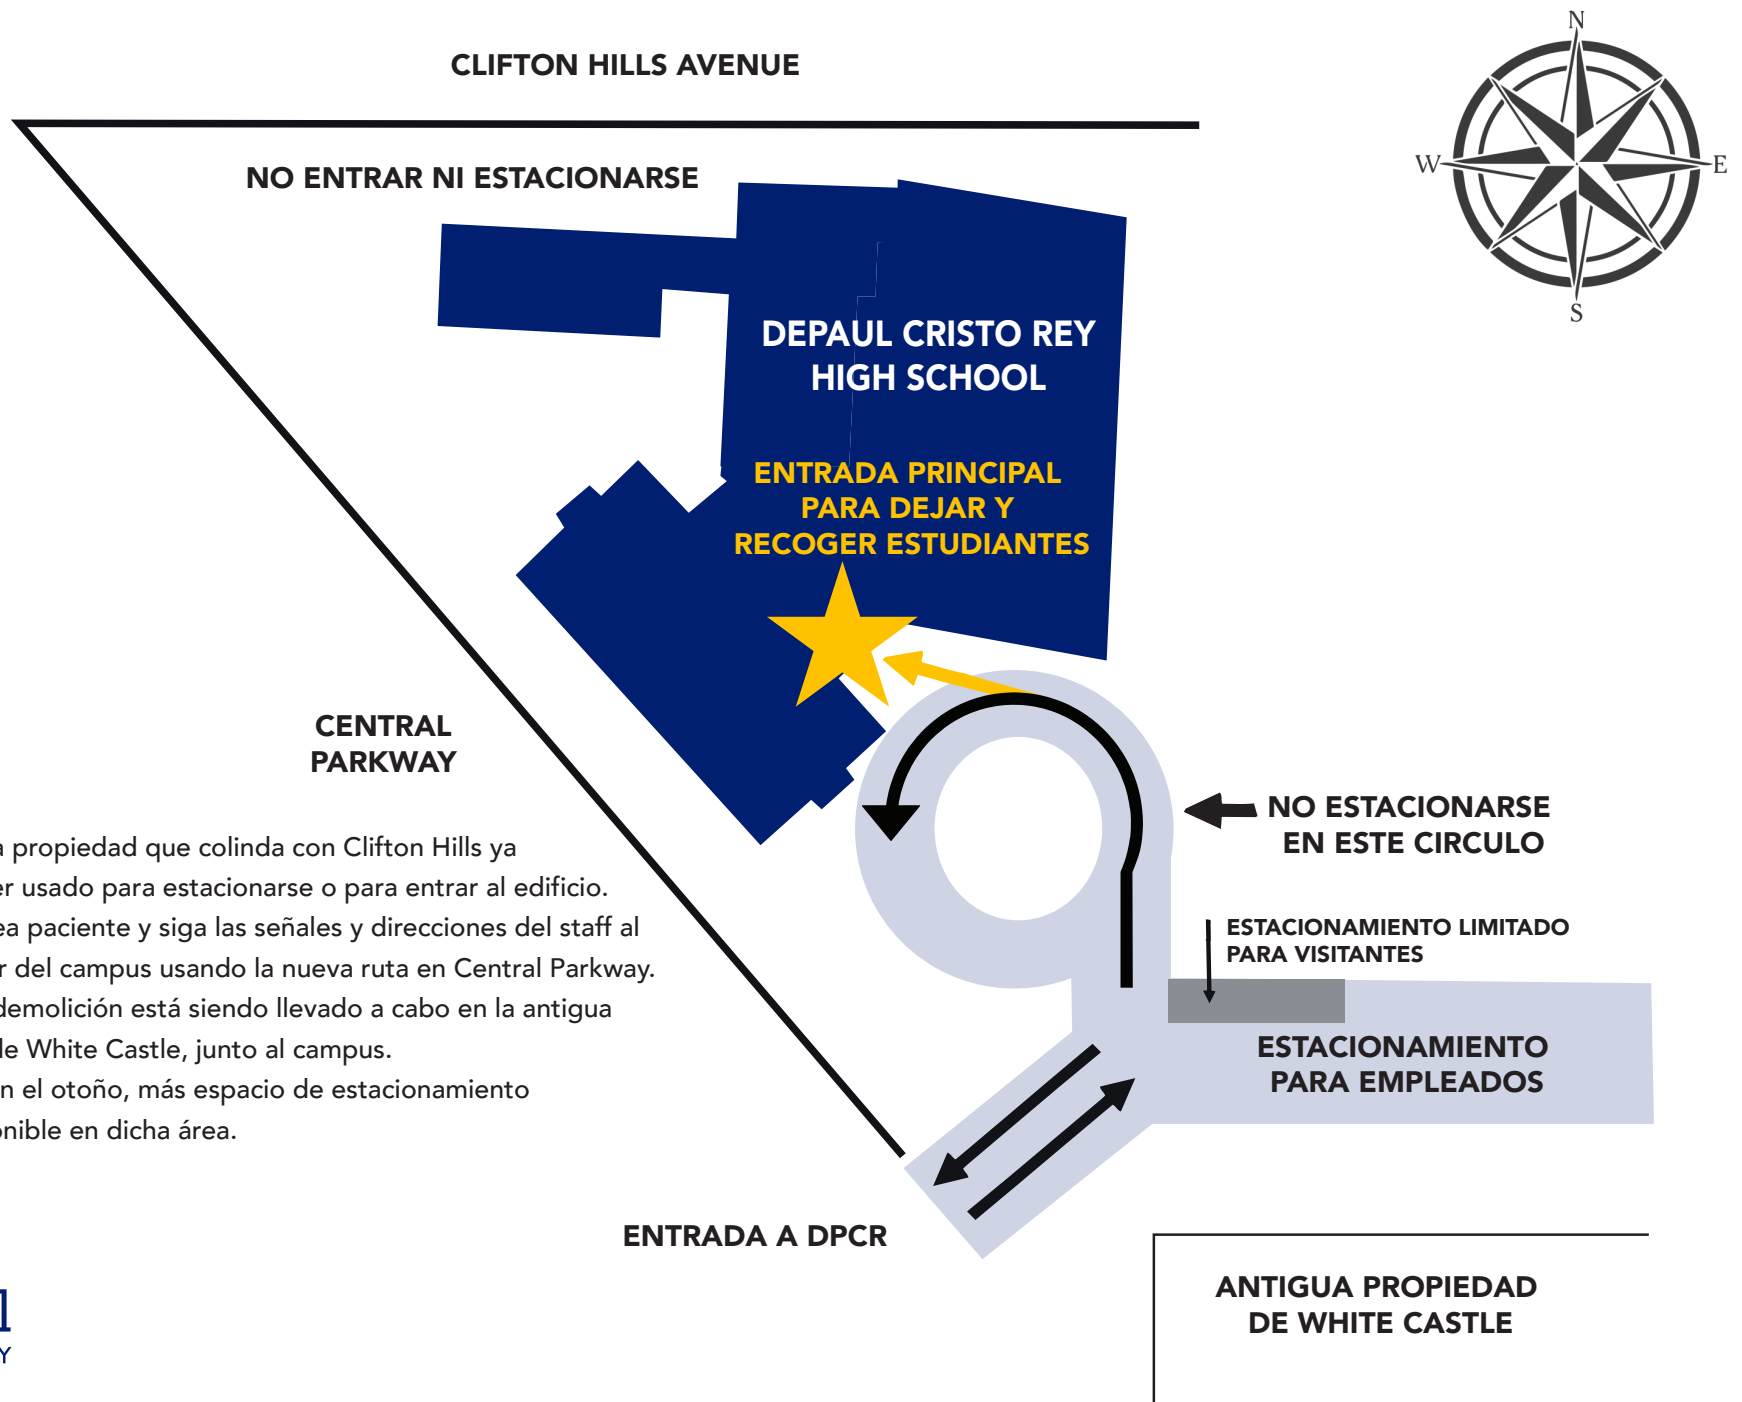 CLIFTON HILLS AVENUE
N
W
E
S
NO ENTRAR NI ESTACIONARSE
DEPAUL CRISTO REY
HIGH SCHOOL
ENTRADA PRINCIPAL
PARA DEJAR Y
RECOGER ESTUDIANTES
CENTRAL
PARKWAY
NO ESTACIONARSE
EN ESTE CIRCULO
propiedad que colinda con Clifton Hills ya
usado para estacionarse o para entrar al edificio.
paciente y siga las señales y direcciones del staff al
del campus usando la nueva ruta en Central Parkway.
demolición está siendo llevado a cabo en la antigua
de White Castle, junto al campus.
en el otoño, más espacio de estacionamiento
en dicha área.
ESTACIONAMIENTO LIMITADO
PARA VISITANTES
ESTACIONAMIENTO
PARA EMPLEADOS
ENTRADA A DPCR
ANTIGUA PROPIEDAD
DE WHITE CASTLE